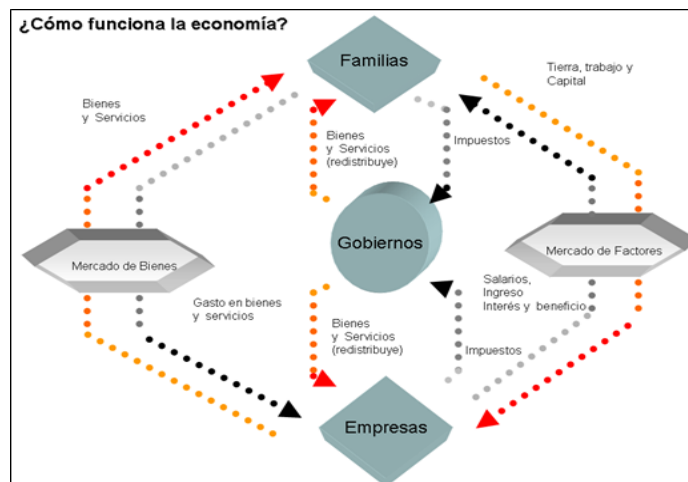 ¿Cómo funciona la economía?
Familias
Tierra, trabajo y
Capital
Bienes
y Servicios
Bienes
y Servicios
(redistribuye)
Impuestos
Gobiernos
Mercado de Bienes
Mercado de Factores
Gasto en bienes
y servicios
Salarios,
Ingreso
Interés y beneficio
Bienes
y Servicios
(redistribuye)
Impuestos
Empresas